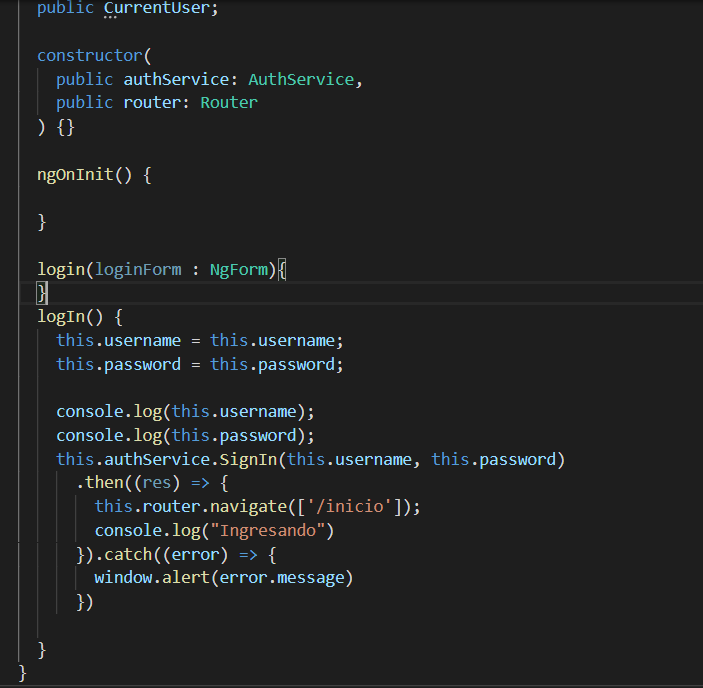 public CurrentUser;
constructor(
public authService: AuthService,
public router: Router
) {}
ngOnInit() {
}
login(loginForm : NgForm){
}
logIn() {
this.username = this.username;
this.password = this.password;
console.log(this.username);
console.log(this.password);
this.authService.SignIn(this.username, this.password)
.then((res) => {
this.router.navigate(['/inicio']);
console.log("Ingresando")
}).catch((error) => {
window.alert(error.message)
})
}
}